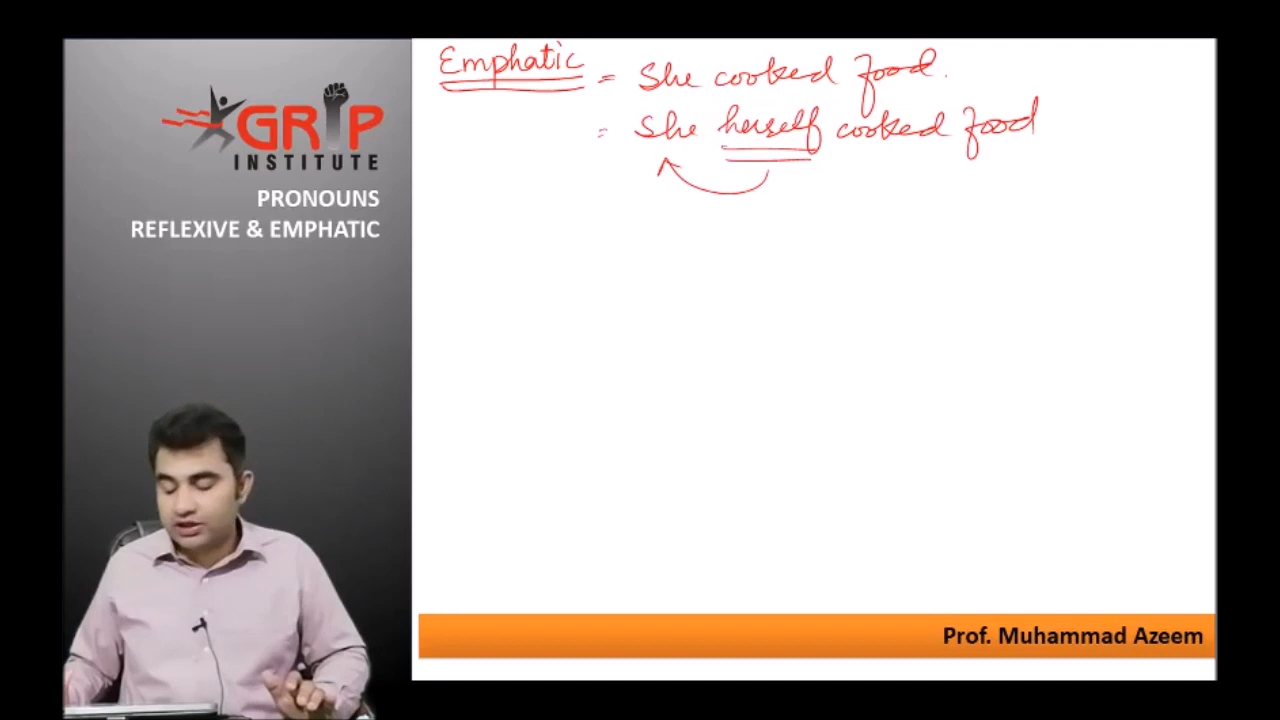 GRIP
INSTITUTE
PRONOUNS
REFLEXIVE & EMPHATIC
Emphatic = She cooked food.
= She herself cooked food
Prof. Muhammad Azeem